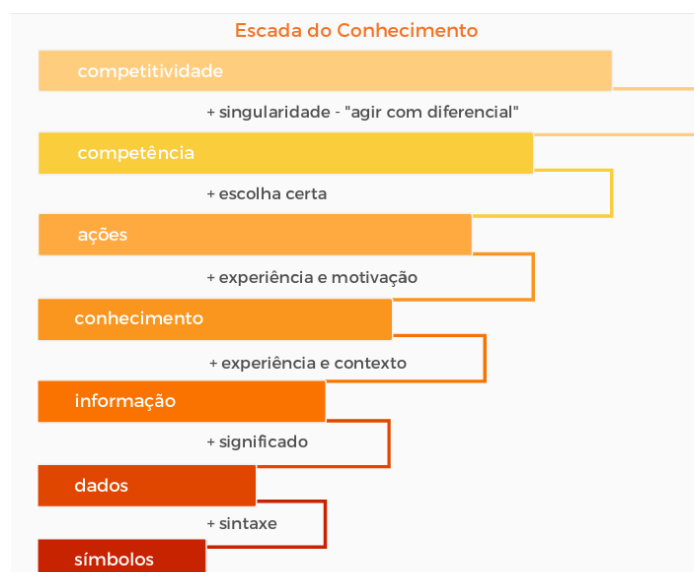 Escada do Conhecimento
competitividade
+ singularidade - "agir com diferencial"
competência
+ escolha certa
ações
+ experiência e motivação
conhecimento
+ experiência e contexto
informação
+ significado
dados
+ sintaxe
símbolos